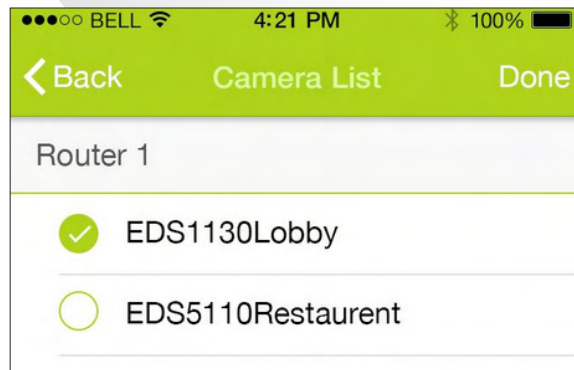 BELL 4:21 PM 100%
Back Camera List Done
Router 1
EDS1130Lobby
EDS5110Restaurent